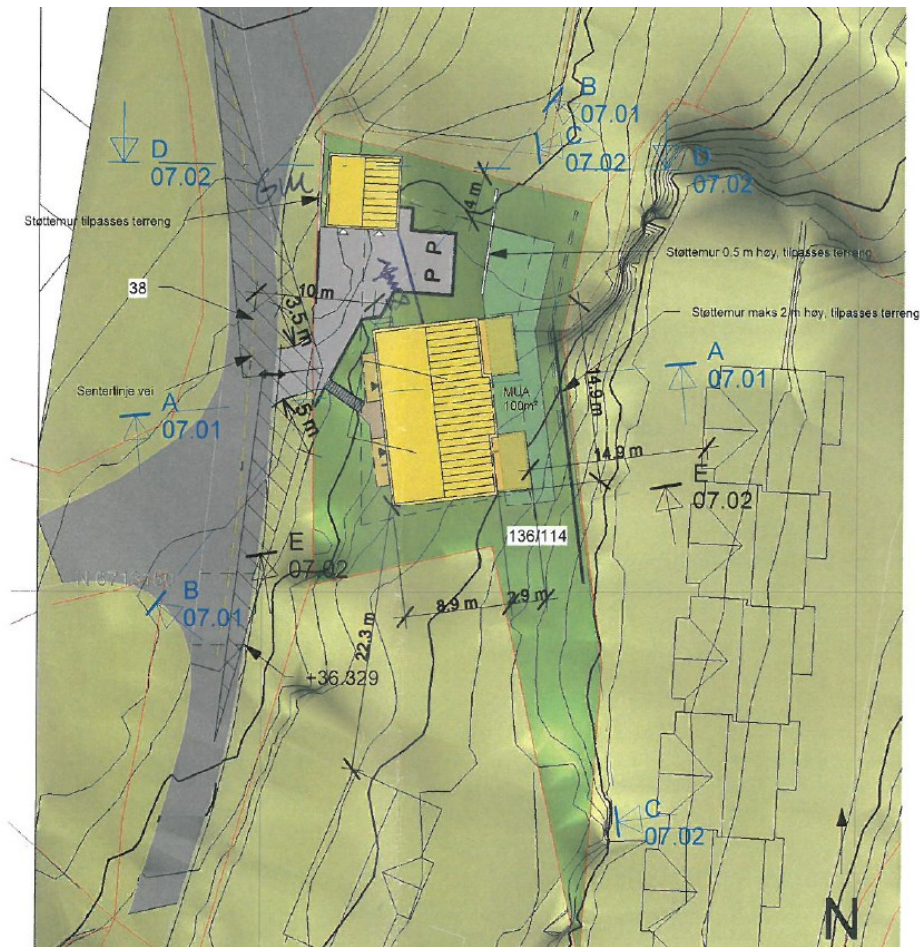 B
07.01
C
07.02
D
07.02
D
07.02
4 m
Støttemur tilpasses terreng
Støttemur 0.5 m høy, tilpasses terreng
P P
38
10 m
3.5 m
Støttemur maks 2 m høy, tilpasses terreng
Senterlinje vei
A
07.01
A
07.01
5 m
MUA
100m²
14.9 m
14.9 m
E
07.02
136/114
E
07.02
B
07.01
8.9 m
2.9 m
22.3 m
+36.329
C
07.02
N